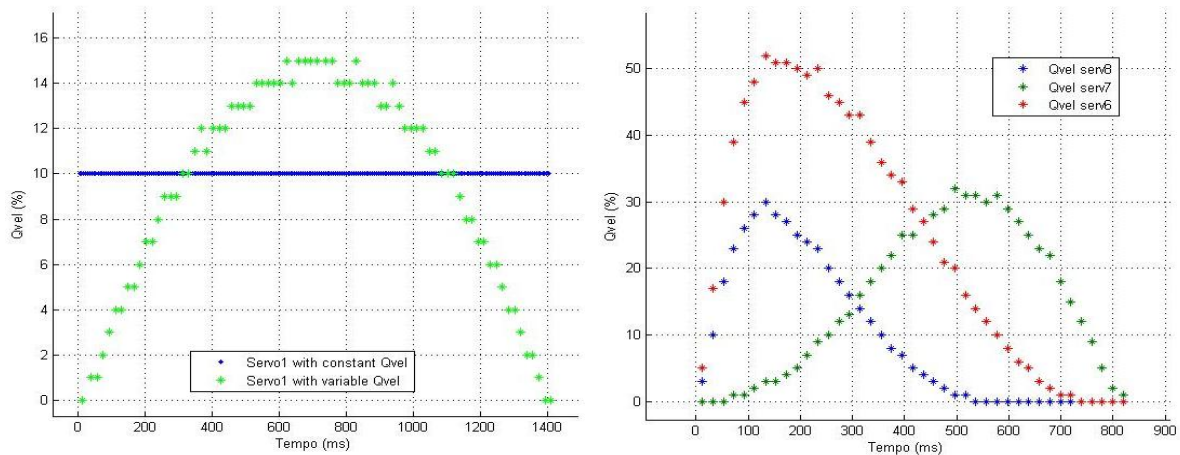 16
14
12
10
8
6
4
2
0
Qvel (%)
Servo1 with constant Qvel
Servo1 with variable Qvel
0 200 400 600 800 1000 1200 1400
Tempo (ms)
50
40
30
20
10
0
Qvel (%)
Qvel serv8
Qvel serv7
Qvel serv6
0 100 200 300 400 500 600 700 800 900
Tempo (ms)